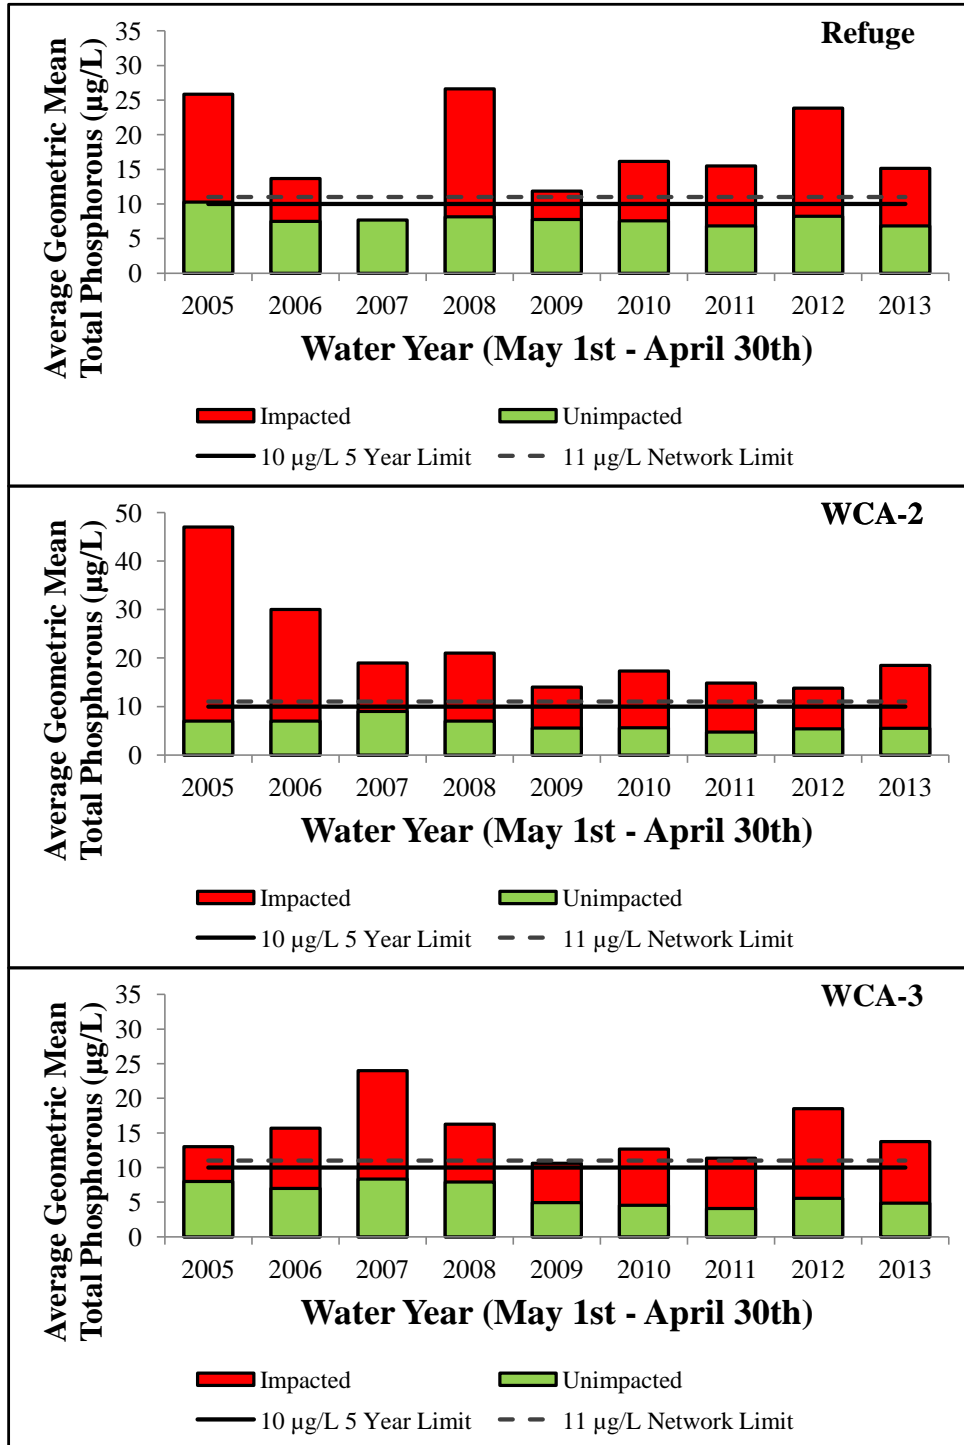 Refuge
Average Geometric Mean
Total Phosphorous (µg/L)
35
30
25
20
15
10
5
0
2005 2006 2007 2008 2009 2010 2011 2012 2013
Water Year (May 1st - April 30th)
Impacted Unimpacted
10 µg/L 5 Year Limit 11 µg/L Network Limit
WCA-2
Average Geometric Mean
Total Phosphorous (µg/L)
50
40
30
20
10
0
2005 2006 2007 2008 2009 2010 2011 2012 2013
Water Year (May 1st - April 30th)
Impacted Unimpacted
10 µg/L 5 Year Limit 11 µg/L Network Limit
WCA-3
Average Geometric Mean
Total Phosphorous (µg/L)
35
30
25
20
15
10
5
0
2005 2006 2007 2008 2009 2010 2011 2012 2013
Water Year (May 1st - April 30th)
Impacted Unimpacted
10 µg/L 5 Year Limit 11 µg/L Network Limit